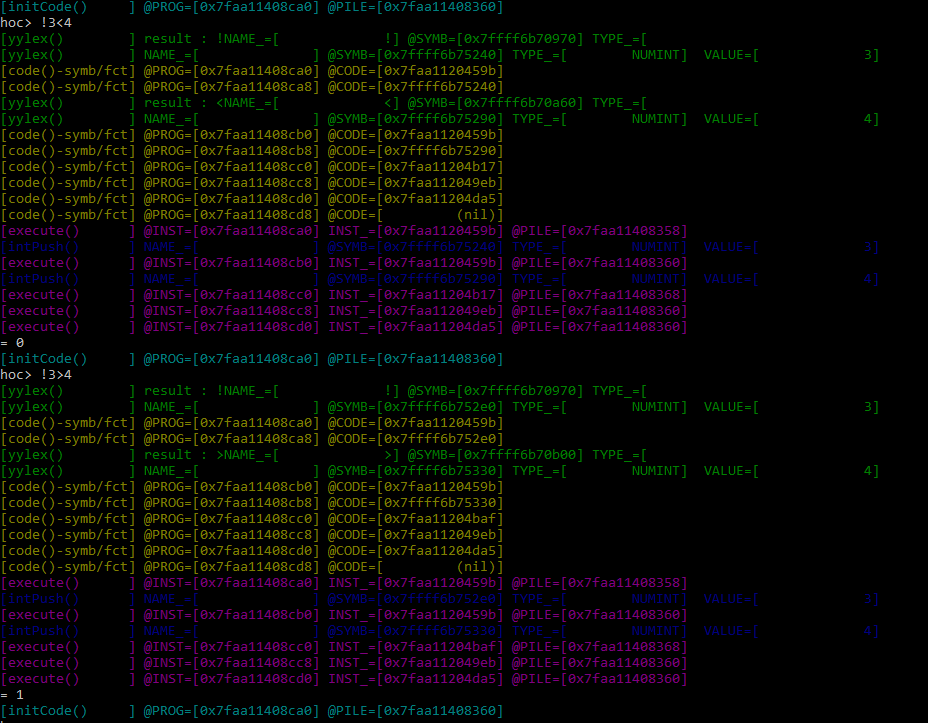 [initCode()     ] @PROG=[0x7faa11408ca0] @PILE=[0x7faa11408360]
hoc> !3<4
[yylex()        ] result : !NAME_=[             !] @SYMB=[0x7ffff6b70970] TYPE_=[
[yylex()        ] NAME_=[              ] @SYMB=[0x7ffff6b75240] TYPE_=[        NUMINT]  VALUE=[             3]
[code()-symb/fct] @PROG=[0x7faa11408ca0] @CODE=[0x7faa1120459b]
[code()-symb/fct] @PROG=[0x7faa11408ca8] @CODE=[0x7ffff6b75240]
[yylex()        ] result : <NAME_=[             <] @SYMB=[0x7ffff6b70a60] TYPE_=[
[yylex()        ] NAME_=[              ] @SYMB=[0x7ffff6b75290] TYPE_=[        NUMINT]  VALUE=[             4]
[code()-symb/fct] @PROG=[0x7faa11408cb0] @CODE=[0x7faa1120459b]
[code()-symb/fct] @PROG=[0x7faa11408cb8] @CODE=[0x7ffff6b75290]
[code()-symb/fct] @PROG=[0x7faa11408cc0] @CODE=[0x7faa11204b17]
[code()-symb/fct] @PROG=[0x7faa11408cc8] @CODE=[0x7faa112049eb]
[code()-symb/fct] @PROG=[0x7faa11408cd0] @CODE=[0x7faa11204da5]
[code()-symb/fct] @PROG=[0x7faa11408cd8] @CODE=[         (nil)]
[execute()      ] @INST=[0x7faa11408ca0] INST_=[0x7faa1120459b] @PILE=[0x7faa11408358]
[intPush()      ] NAME_=[              ] @SYMB=[0x7ffff6b75240] TYPE_=[        NUMINT]  VALUE=[             3]
[execute()      ] @INST=[0x7faa11408cb0] INST_=[0x7faa1120459b] @PILE=[0x7faa11408360]
[intPush()      ] NAME_=[              ] @SYMB=[0x7ffff6b75290] TYPE_=[        NUMINT]  VALUE=[             4]
[execute()      ] @INST=[0x7faa11408cc0] INST_=[0x7faa11204b17] @PILE=[0x7faa11408368]
[execute()      ] @INST=[0x7faa11408cc8] INST_=[0x7faa112049eb] @PILE=[0x7faa11408360]
[execute()      ] @INST=[0x7faa11408cd0] INST_=[0x7faa11204da5] @PILE=[0x7faa11408360]
= 0
[initCode()     ] @PROG=[0x7faa11408ca0] @PILE=[0x7faa11408360]
hoc> !3>4
[yylex()        ] result : !NAME_=[             !] @SYMB=[0x7ffff6b70970] TYPE_=[
[yylex()        ] NAME_=[              ] @SYMB=[0x7ffff6b752e0] TYPE_=[        NUMINT]  VALUE=[             3]
[code()-symb/fct] @PROG=[0x7faa11408ca0] @CODE=[0x7faa1120459b]
[code()-symb/fct] @PROG=[0x7faa11408ca8] @CODE=[0x7ffff6b752e0]
[yylex()        ] result : >NAME_=[             >] @SYMB=[0x7ffff6b70b00] TYPE_=[
[yylex()        ] NAME_=[              ] @SYMB=[0x7ffff6b75330] TYPE_=[        NUMINT]  VALUE=[             4]
[code()-symb/fct] @PROG=[0x7faa11408cb0] @CODE=[0x7faa1120459b]
[code()-symb/fct] @PROG=[0x7faa11408cb8] @CODE=[0x7ffff6b75330]
[code()-symb/fct] @PROG=[0x7faa11408cc0] @CODE=[0x7faa11204baf]
[code()-symb/fct] @PROG=[0x7faa11408cc8] @CODE=[0x7faa112049eb]
[code()-symb/fct] @PROG=[0x7faa11408cd0] @CODE=[0x7faa11204da5]
[code()-symb/fct] @PROG=[0x7faa11408cd8] @CODE=[         (nil)]
[execute()      ] @INST=[0x7faa11408ca0] INST_=[0x7faa1120459b] @PILE=[0x7faa11408358]
[intPush()      ] NAME_=[              ] @SYMB=[0x7ffff6b752e0] TYPE_=[        NUMINT]  VALUE=[             3]
[execute()      ] @INST=[0x7faa11408cb0] INST_=[0x7faa1120459b] @PILE=[0x7faa11408360]
[intPush()      ] NAME_=[              ] @SYMB=[0x7ffff6b75330] TYPE_=[        NUMINT]  VALUE=[             4]
[execute()      ] @INST=[0x7faa11408cc0] INST_=[0x7faa11204baf] @PILE=[0x7faa11408368]
[execute()      ] @INST=[0x7faa11408cc8] INST_=[0x7faa112049eb] @PILE=[0x7faa11408360]
[execute()      ] @INST=[0x7faa11408cd0] INST_=[0x7faa11204da5] @PILE=[0x7faa11408360]
= 1
[initCode()     ] @PROG=[0x7faa11408ca0] @PILE=[0x7faa11408360]